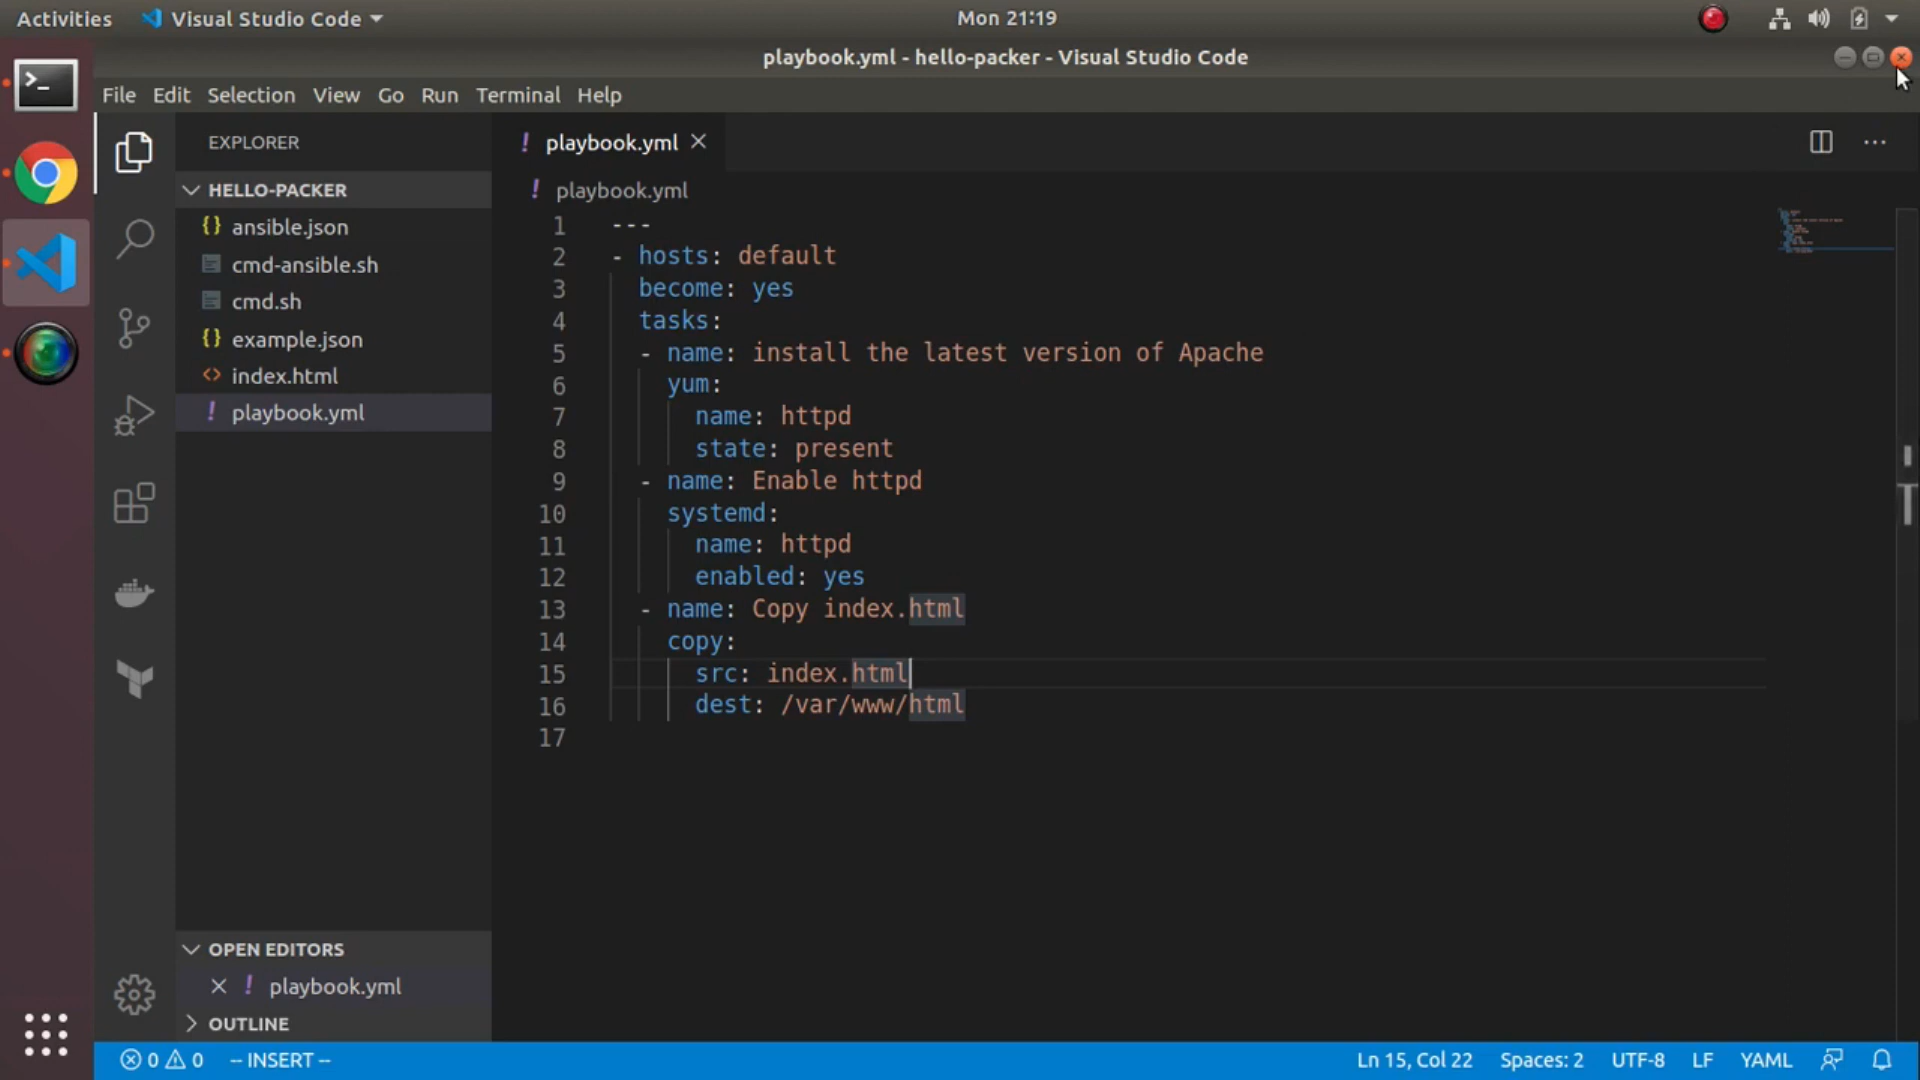 Activities
Visual Studio Code
Mon 21:19
playbook.yml - hello-packer - Visual Studio Code
File Edit Selection View Go Run Terminal Help
EXPLORER
HELLO-PACKER
{} ansible.json
cmd-ansible.sh
cmd.sh
{} example.json
<> index.html
! playbook.yml
OPEN EDITORS
! playbook.yml
OUTLINE
! playbook.yml
! playbook.yml
1 ---
2 - hosts: default
3 become: yes
4 tasks:
5 - name: install the latest version of Apache
6 yum:
7 name: httpd
8 state: present
9 - name: Enable httpd
10 systemd:
11 name: httpd
12 enabled: yes
13 - name: Copy index.html
14 copy:
15 src: index.html
16 dest: /var/www/html
17
0 0 -- INSERT --
Ln 15, Col 22 Spaces: 2 UTF-8 LF YAML